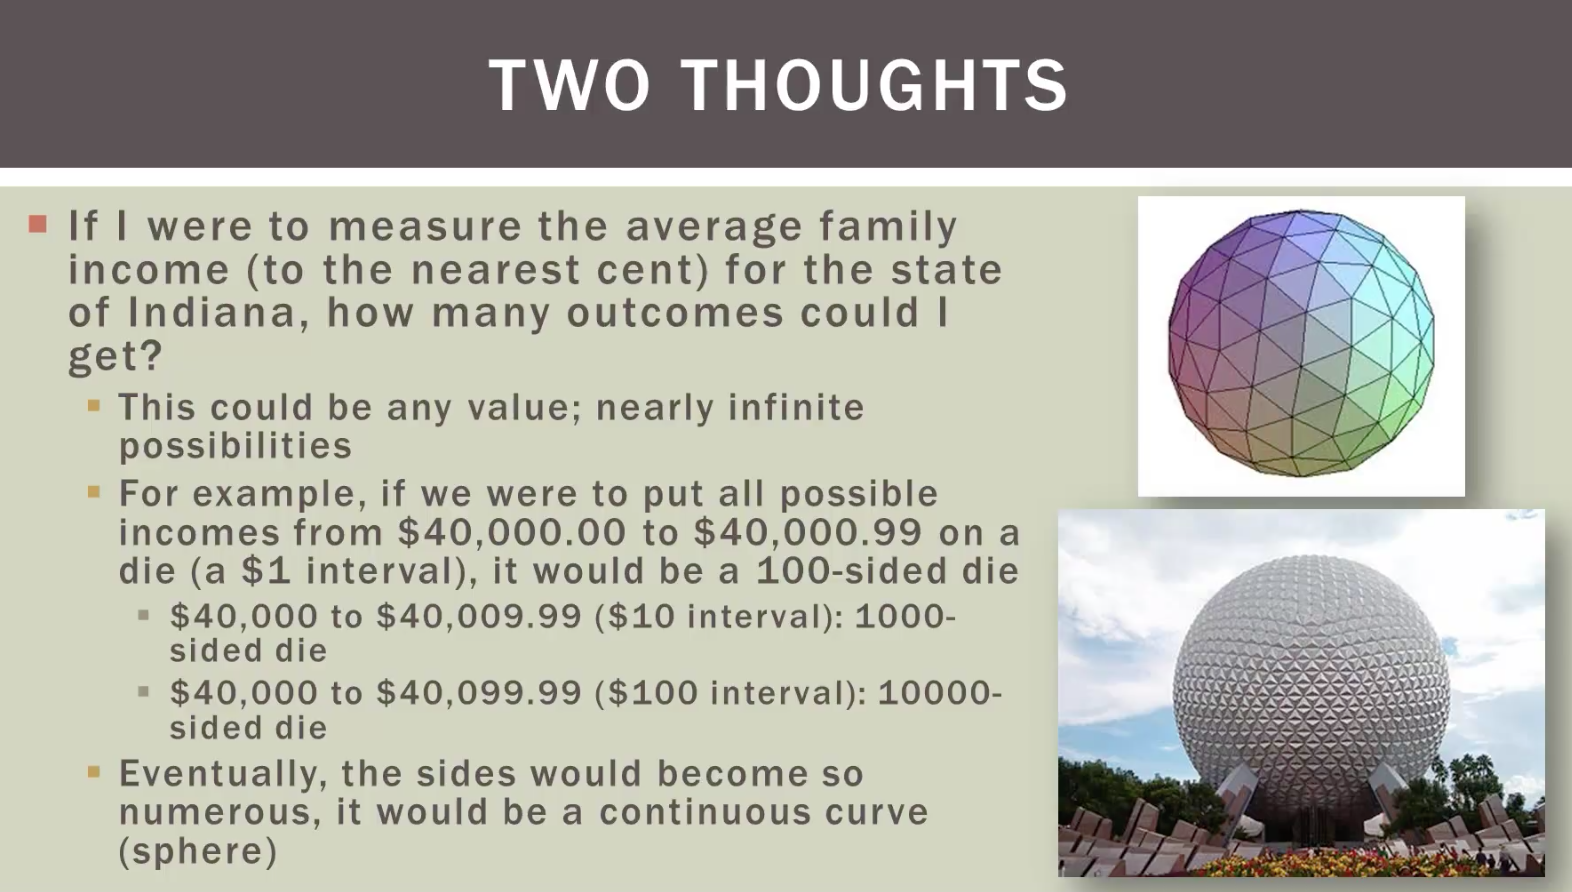 TWO THOUGHTS
If I were to measure the average family
income (to the nearest cent) for the state
of Indiana, how many outcomes could I
get?
This could be any value; nearly infinite
possibilities
For example, if we were to put all possible
incomes from $40,000.00 to $40,000.99 on a
die (a $1 interval), it would be a 100-sided die
$40,000 to $40,009.99 ($10 interval): 1000-
sided die
$40,000 to $40,099.99 ($100 interval): 10000-
sided die
Eventually, the sides would become so
numerous, it would be a continuous curve
(sphere)